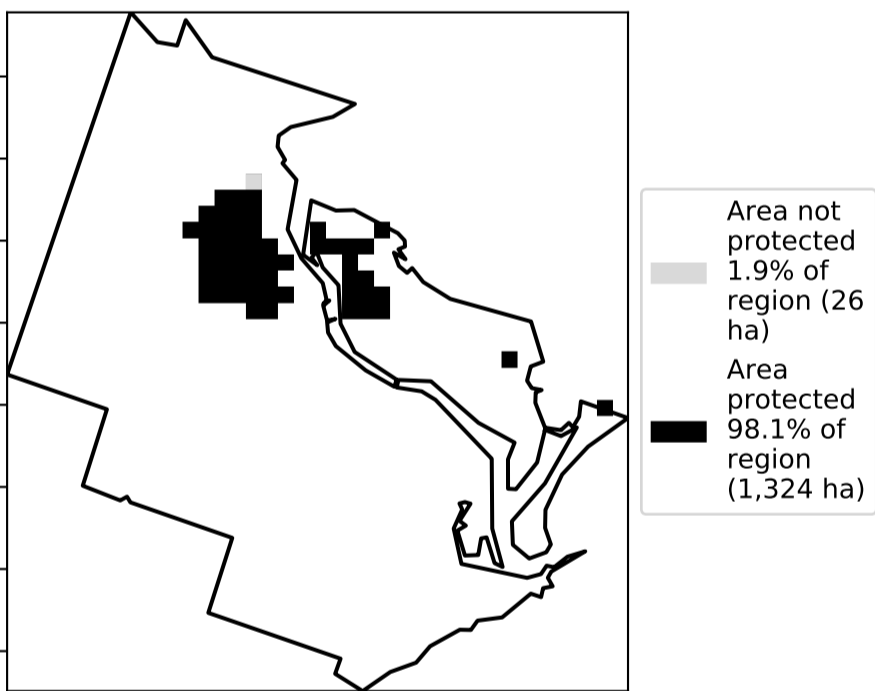 Area not
protected
1.9% of
region (26
ha)
Area
protected
98.1% of
region
(1,324 ha)